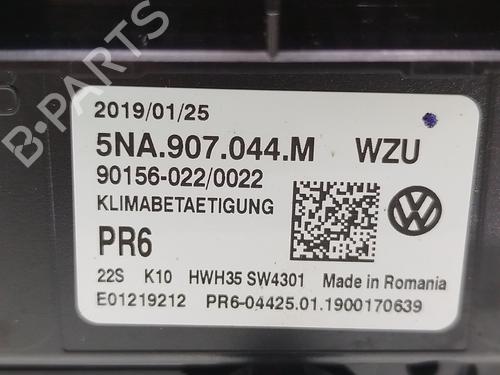 2019/01/25
5NA.907.044.M WZU
90156-022/0022
KLIMABETAETIGUNG
PR6
22S K10 HWH35 SW4301 Made in Romania
E01219212 PR6-04425.01.1900170639
B-PARTS